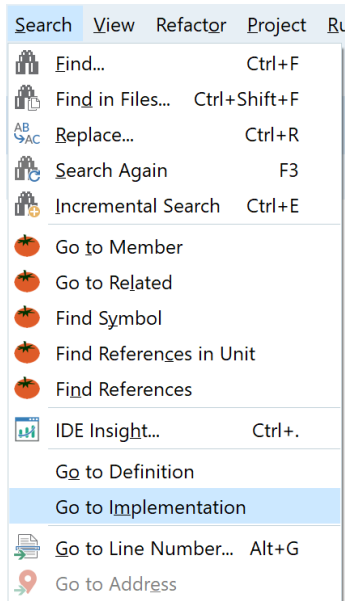 Search View Refactor Project Ru
Find... Ctrl+F
Find in Files... Ctrl+Shift+F
AB
AC
Replace... Ctrl+R
Search Again F3
Incremental Search Ctrl+E
Go to Member
Go to Related
Find Symbol
Find References in Unit
Find References
IDE Insight... Ctrl+.
Go to Definition
Go to Implementation
Go to Line Number... Alt+G
Go to Address